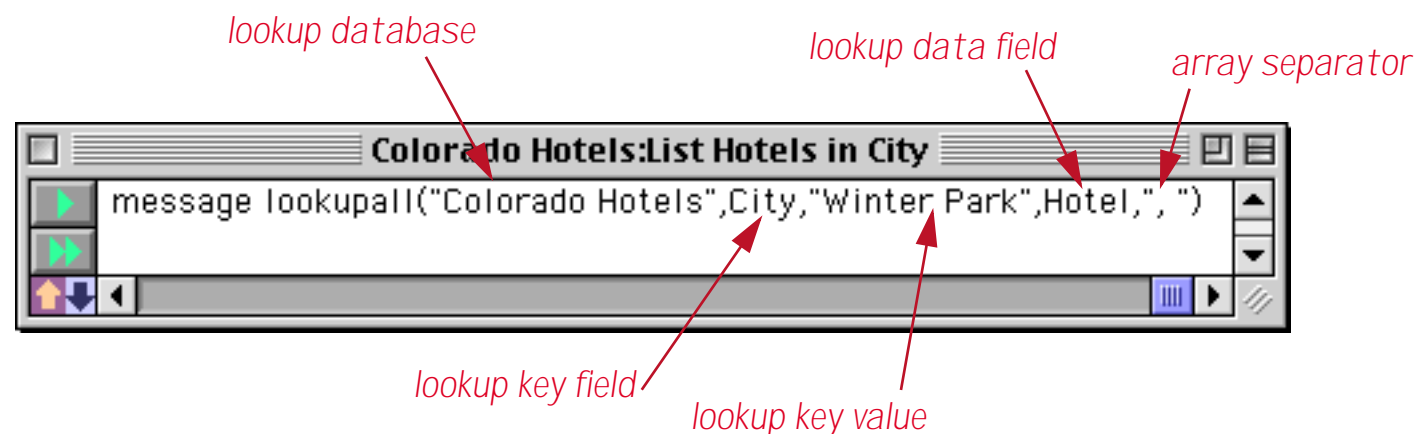 lookup database
lookup data field
array separator
Colorado Hotels:List Hotels in City
message lookupall("Colorado Hotels",City,"Winter Park",Hotel,", ")
lookup key field
lookup key value